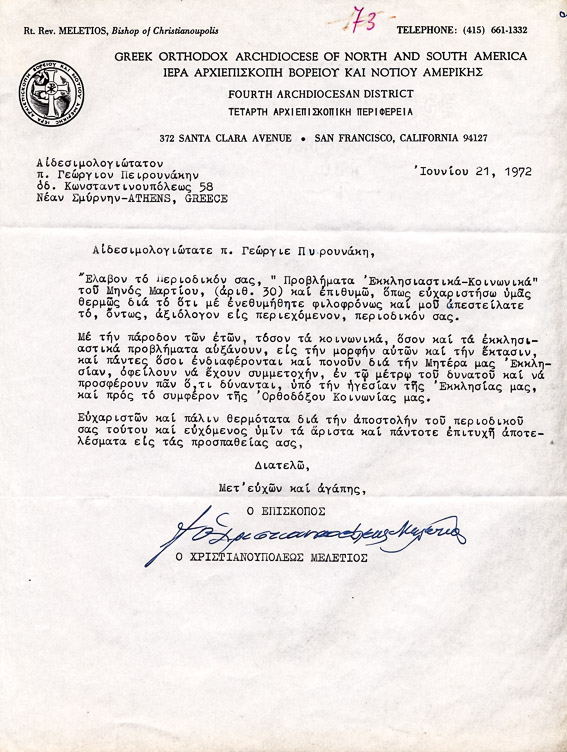 73
Rt. Rev. MELETIOS, Bishop of Christianoupolis
TELEPHONE: (415) 661-1332
GREEK ORTHODOX ARCHDIOCESE OF NORTH AND SOUTH AMERICA
ΙΕΡΑ ΑΡΧΙΕΠΙΣΚΟΠΗ ΒΟΡΕΙΟΥ ΚΑΙ ΝΟΤΙΟΥ ΑΜΕΡΙΚΗΣ
FOURTH ARCHDIOCESAN DISTRICT
ΤΕΤΑΡΤΗ ΑΡΧΙΕΠΙΣΚΟΠΙΚΗ ΠΕΡΙΦΕΡΕΙΑ
372 SANTA CLARA AVENUE • SAN FRANCISCO, CALIFORNIA 94127
Αἰδεσιμολογιώτατον
π. Γεώργιον Πειρουνάκην
ὁδ. Κωνσταντινουπόλεως 58
Νέαν Σμύρνην-ATHENS, GREECE
Ἰουνίου 21, 1972
Αἰδεσιμολογιώτατε π. Γεώργιε Πυρουνάκη,
Ἔλαβον τό Περιοδικόν σας, " Προβλήματα Ἐκκλησιαστικά-Κοινωνικά"
τοῦ Μηνός Μαρτίου, (ἀριθ. 30) καί ἐπιθυμῶ, ὅπως εὐχαριστήσω ὑμᾶς
θερμῶς διά τό ὅτι μέ ἐνεθυμήθητε φιλοφρόνως καί μοῦ ἀπεστείλατε
τό, ὄντως, ἀξιόλογον εἰς περιεχόμενον, περιοδικόν σας.
Μέ τήν πάροδον τῶν ἐτῶν, τόσον τά κοινωνικά, ὅσον καί τά ἐκκλησι-
αστικά προβλήματα αὐξάνουν, εἰς τήν μορφήν αὐτῶν καί τήν ἔκτασιν,
καί πάντες ὅσοι ἐνδιαφέρονται καί πονοῦν διά τήν Μητέρα μας Ἐκκλη-
σίαν, ὀφείλουν νά ἔχουν συμμετοχήν, ἐν τῷ μέτρῳ τοῦ δυνατοῦ καί νά
προσφέρουν πᾶν ὅ,τι δύνανται, ὑπό τήν ἡγεσίαν τῆς Ἐκκλησίας μας,
καί πρός τό συμφέρον τῆς Ὀρθοδόξου Κοινωνίας μας.
Εὐχαριστῶν καί πάλιν θερμότατα διά τήν ἀποστολήν τοῦ περιοδικοῦ
σας τούτου καί εὐχόμενος ὑμῖν τά ἄριστα καί πάντοτε ἐπιτυχῆ ἀποτε-
λέσματα εἰς τάς προσπαθείας ασς,
Διατελῶ,
Μετ'εὐχῶν καί ἀγάπης,
Ο ΕΠΙΣΚΟΠΟΣ
Ὁ Χριστιανουπόλεως Μελέτιος
Ο ΧΡΙΣΤΙΑΝΟΥΠΟΛΕΩΣ ΜΕΛΕΤΙΟΣ